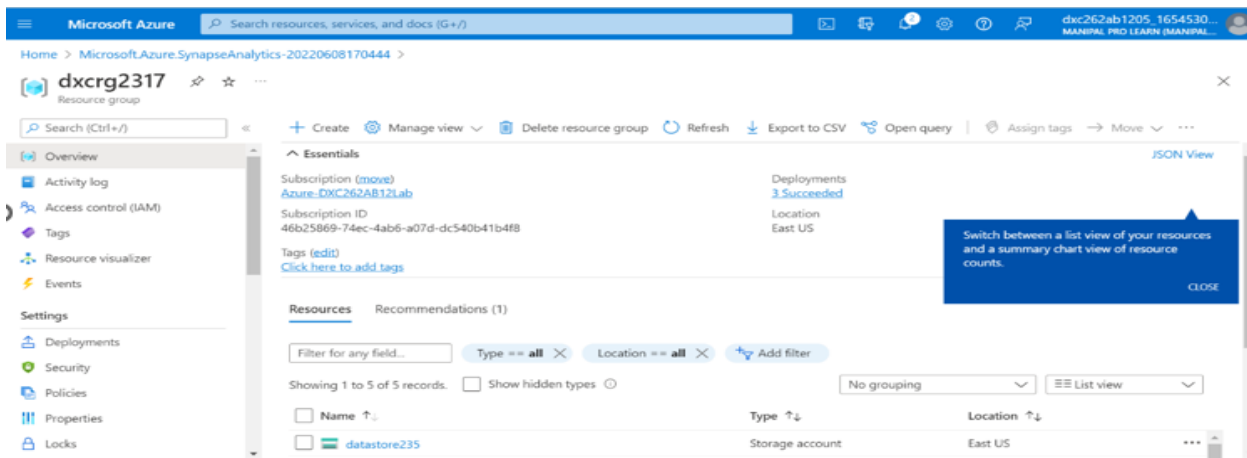 Microsoft Azure
Search resources, services, and docs (G+/)
dxc262ab1205_1654530...
MANIPAL PRO LEARN (MANIPAL...
Home > Microsoft.Azure.SynapseAnalytics-20220608170444 >
dxcrg2317 ...
Resource group
Search (Ctrl+/)
«
Create Manage view Delete resource group Refresh Export to CSV Open query Assign tags Move ...
Overview
Activity log
Access control (IAM)
Tags
Resource visualizer
Events
Settings
Deployments
Security
Policies
Properties
Locks
Essentials
JSON View
Subscription (move)
Azure-DXC262AB12Lab
Subscription ID
46b25869-74ec-4ab6-a07d-dc540b41b4f8
Tags (edit)
Click here to add tags
Deployments
3 Succeeded
Location
East US
Switch between a list view of your resources
and a summary chart view of resource
counts.
CLOSE
Resources Recommendations (1)
Filter for any field... Type == all Location == all Add filter
Showing 1 to 5 of 5 records. Show hidden types No grouping List view
Name ↑↓ Type ↑↓ Location ↑↓
datastore235 Storage account East US ...